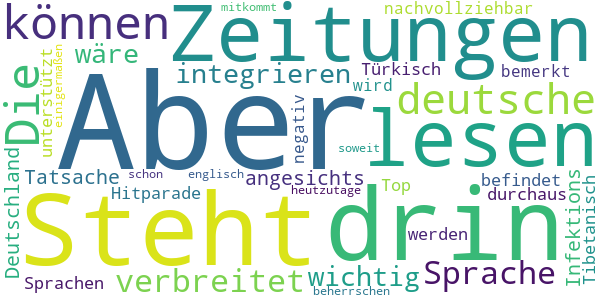 mitkommt
nachvollziehbar
können
Zeitungen
wäre
integrieren
Türkisch
bemerkt
Die
unterstützt
einigermaßen
Aber
negativ
wird
deutsche
lesen
soweit
Deutschland
Tatsache
schon
englisch
angesichts
befindet
Hitparade
heutzutage
Top
durchaus
Steht
drin
werden
Infektions
Tibetanisch
Sprachen
verbreitet
wichtig
Sprache
beherrschen